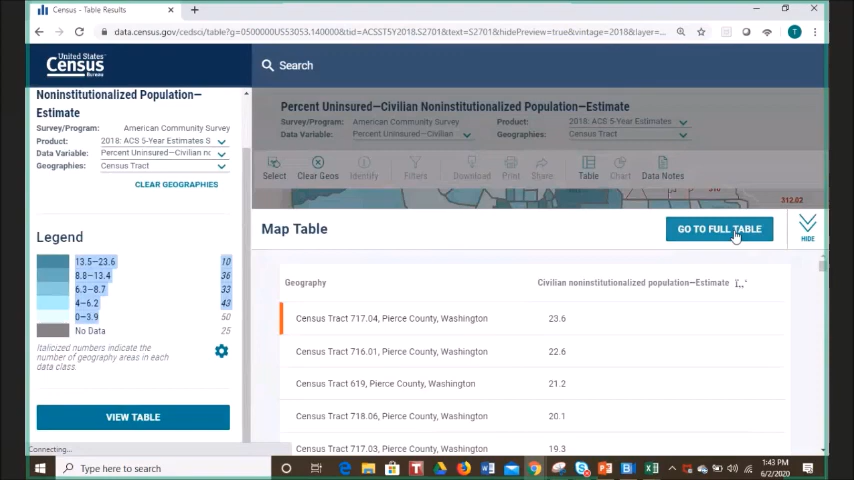 Census - Table Results
data.census.gov/cedsci/table?g=0500000US53053.140000&tid=ACSST5Y2018.S2701&text=S2701&hidePreview=true&vintage=2018&layer=...
T
United States®
Census
Bureau
Search
Noninstitutionalized Population—
Estimate
Survey/Program: American Community Survey
Product: 2018: ACS 5-Year Estimates S
Data Variable: Percent Uninsured—Civilian nc
Geographies: Census Tract
CLEAR GEOGRAPHIES
Legend
13.5—23.6 10
8.8—13.4 36
6.3—8.7 33
4—6.2 43
0—3.9 50
No Data 25
Italicized numbers indicate the
number of geography areas in each
data class.
VIEW TABLE
Connecting...
Percent Uninsured—Civilian Noninstitutionalized Population—Estimate
Survey/Program: American Community Survey Product: 2018: ACS 5-Year Estimates
Data Variable: Percent Uninsured—Civilian Geographies: Census Tract
Select Clear Geos Identify Filters Download Print Share Table Chart Data Notes
312.02
Map Table
GO TO FULL TABLE
HIDE
Geography Civilian noninstitutionalized population—Estimate
Census Tract 717.04, Pierce County, Washington 23.6
Census Tract 716.01, Pierce County, Washington 22.6
Census Tract 619, Pierce County, Washington 21.2
Census Tract 718.06, Pierce County, Washington 20.1
Census Tract 717.03, Pierce County, Washington 19.3
Type here to search
1:43 PM
6/2/2020